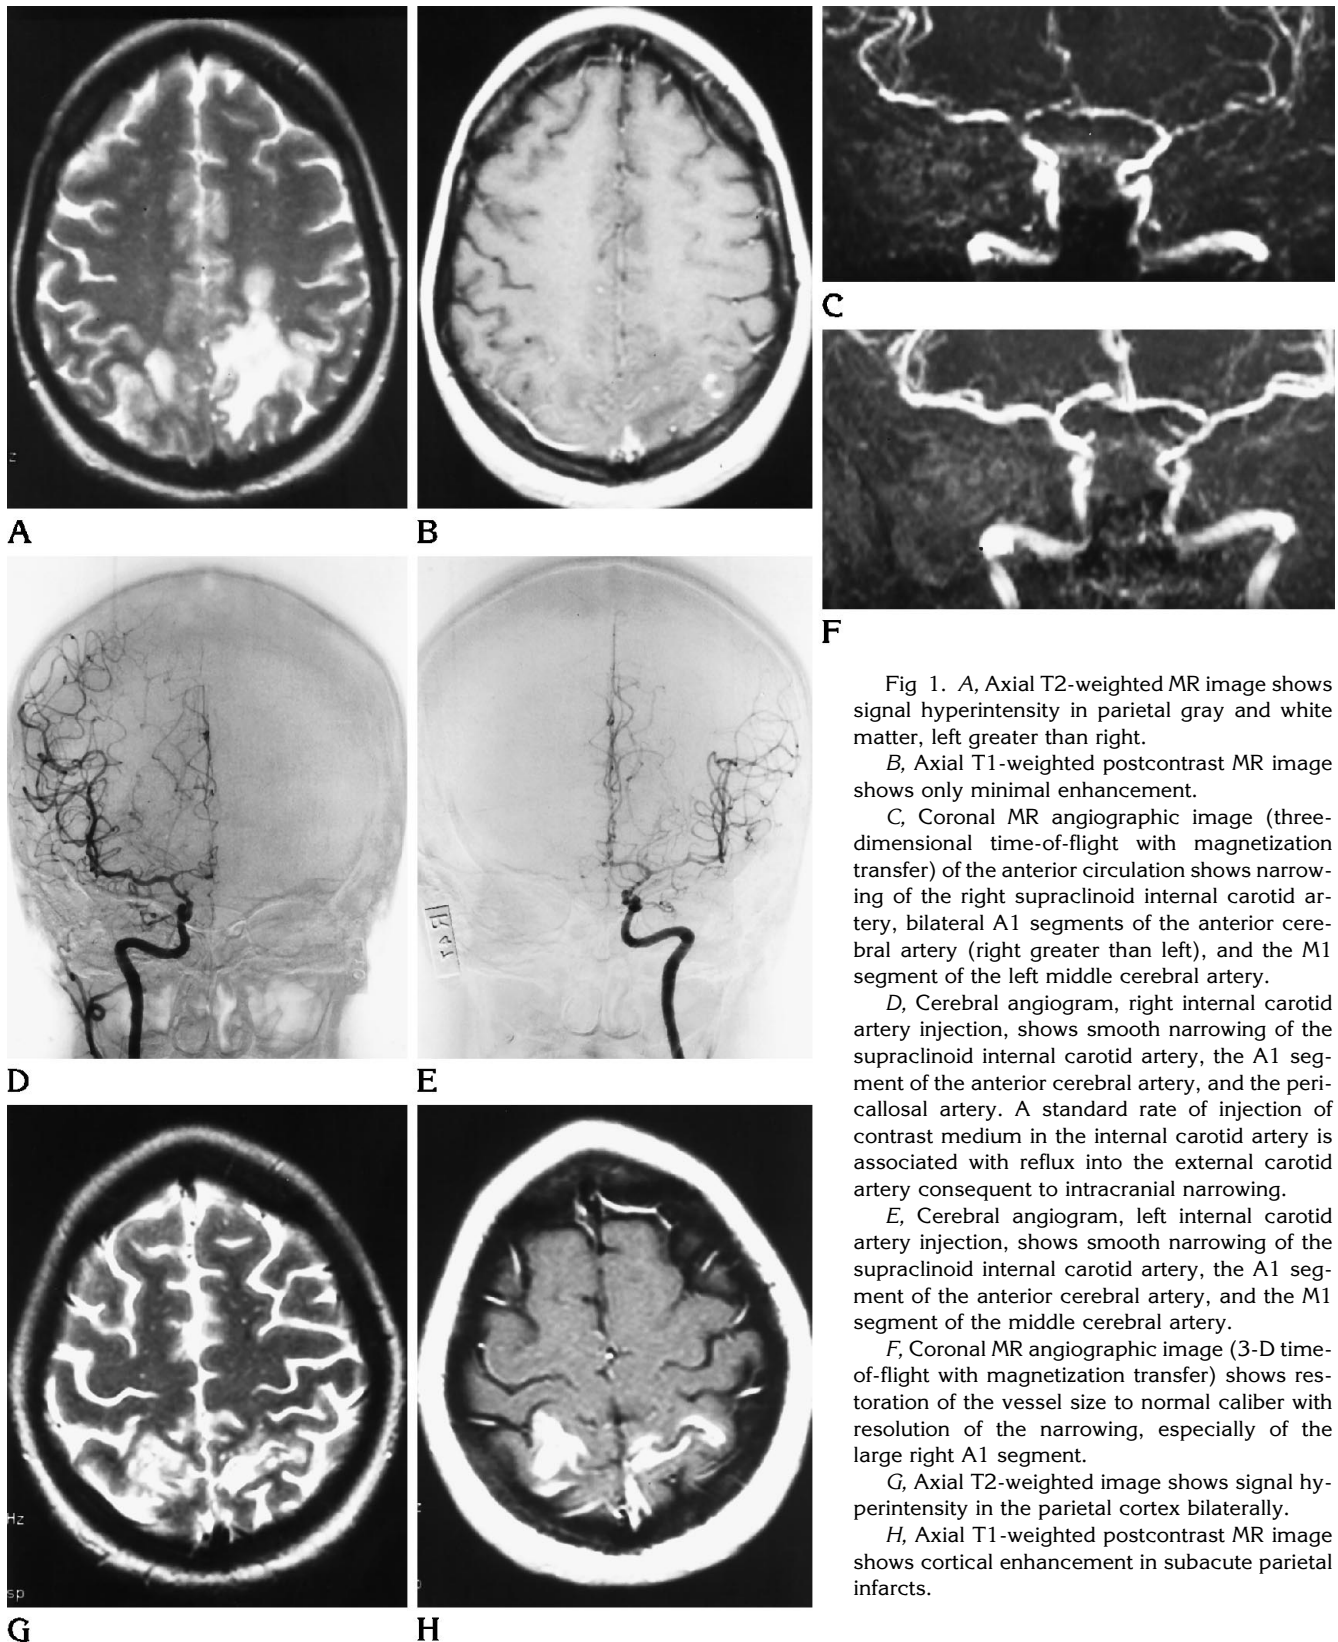 A
B
C
D
E
F
G
H
Hz
sp
Fig 1. A, Axial T2-weighted MR image shows
signal hyperintensity in parietal gray and white
matter, left greater than right.
B, Axial T1-weighted postcontrast MR image
shows only minimal enhancement.
C, Coronal MR angiographic image (three-
dimensional time-of-flight with magnetization
transfer) of the anterior circulation shows narrow-
ing of the right supraclinoid internal carotid ar-
tery, bilateral A1 segments of the anterior cere-
bral artery (right greater than left), and the M1
segment of the left middle cerebral artery.
D, Cerebral angiogram, right internal carotid
artery injection, shows smooth narrowing of the
supraclinoid internal carotid artery, the A1 seg-
ment of the anterior cerebral artery, and the peri-
callosal artery. A standard rate of injection of
contrast medium in the internal carotid artery is
associated with reflux into the external carotid
artery consequent to intracranial narrowing.
E, Cerebral angiogram, left internal carotid
artery injection, shows smooth narrowing of the
supraclinoid internal carotid artery, the A1 seg-
ment of the anterior cerebral artery, and the M1
segment of the middle cerebral artery.
F, Coronal MR angiographic image (3-D time-
of-flight with magnetization transfer) shows res-
toration of the vessel size to normal caliber with
resolution of the narrowing, especially of the
large right A1 segment.
G, Axial T2-weighted image shows signal hy-
perintensity in the parietal cortex bilaterally.
H, Axial T1-weighted postcontrast MR image
shows cortical enhancement in subacute parietal
infarcts.